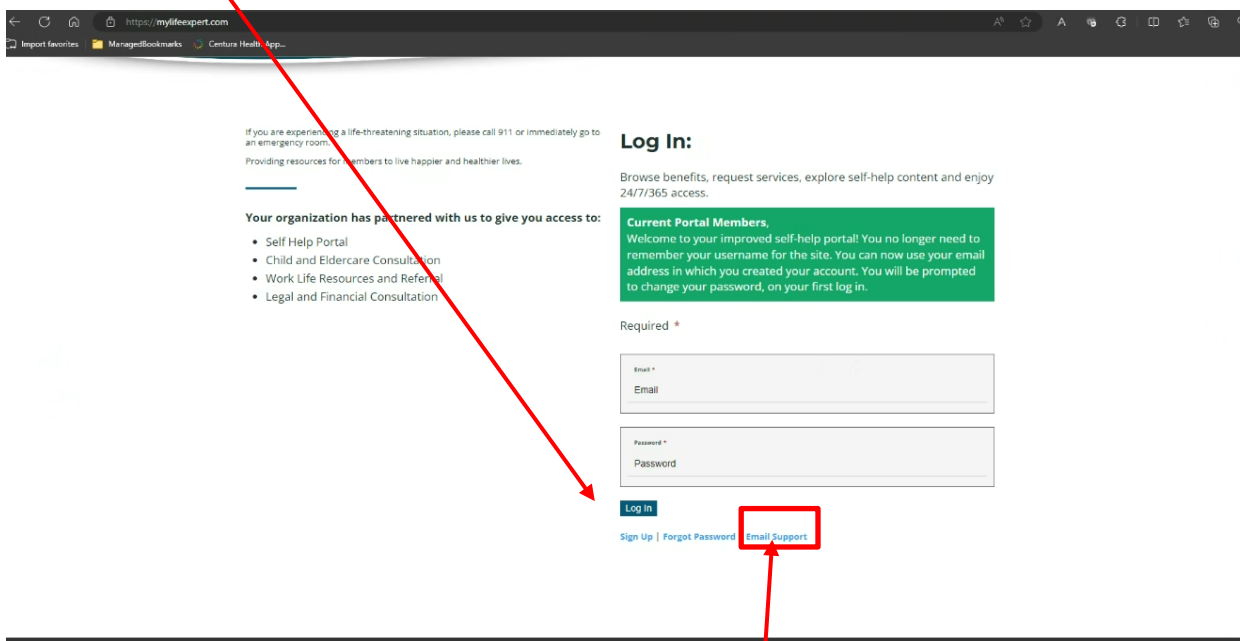 https://mylifeexpert.com
Import favorites ManagedBookmarks Centura Health App...
If you are experiencing a life-threatening situation, please call 911 or immediately go to
an emergency room.
Providing resources for members to live happier and healthier lives.
Your organization has partnered with us to give you access to:
• Self Help Portal
• Child and Eldercare Consultation
• Work Life Resources and Referral
• Legal and Financial Consultation
Log In:
Browse benefits, request services, explore self-help content and enjoy
24/7/365 access.
Current Portal Members,
Welcome to your improved self-help portal! You no longer need to
remember your username for the site. You can now use your email
address in which you created your account. You will be prompted
to change your password, on your first log in.
Required *
Email *
Email
Password *
Password
Log In
Sign Up | Forgot Password Email Support